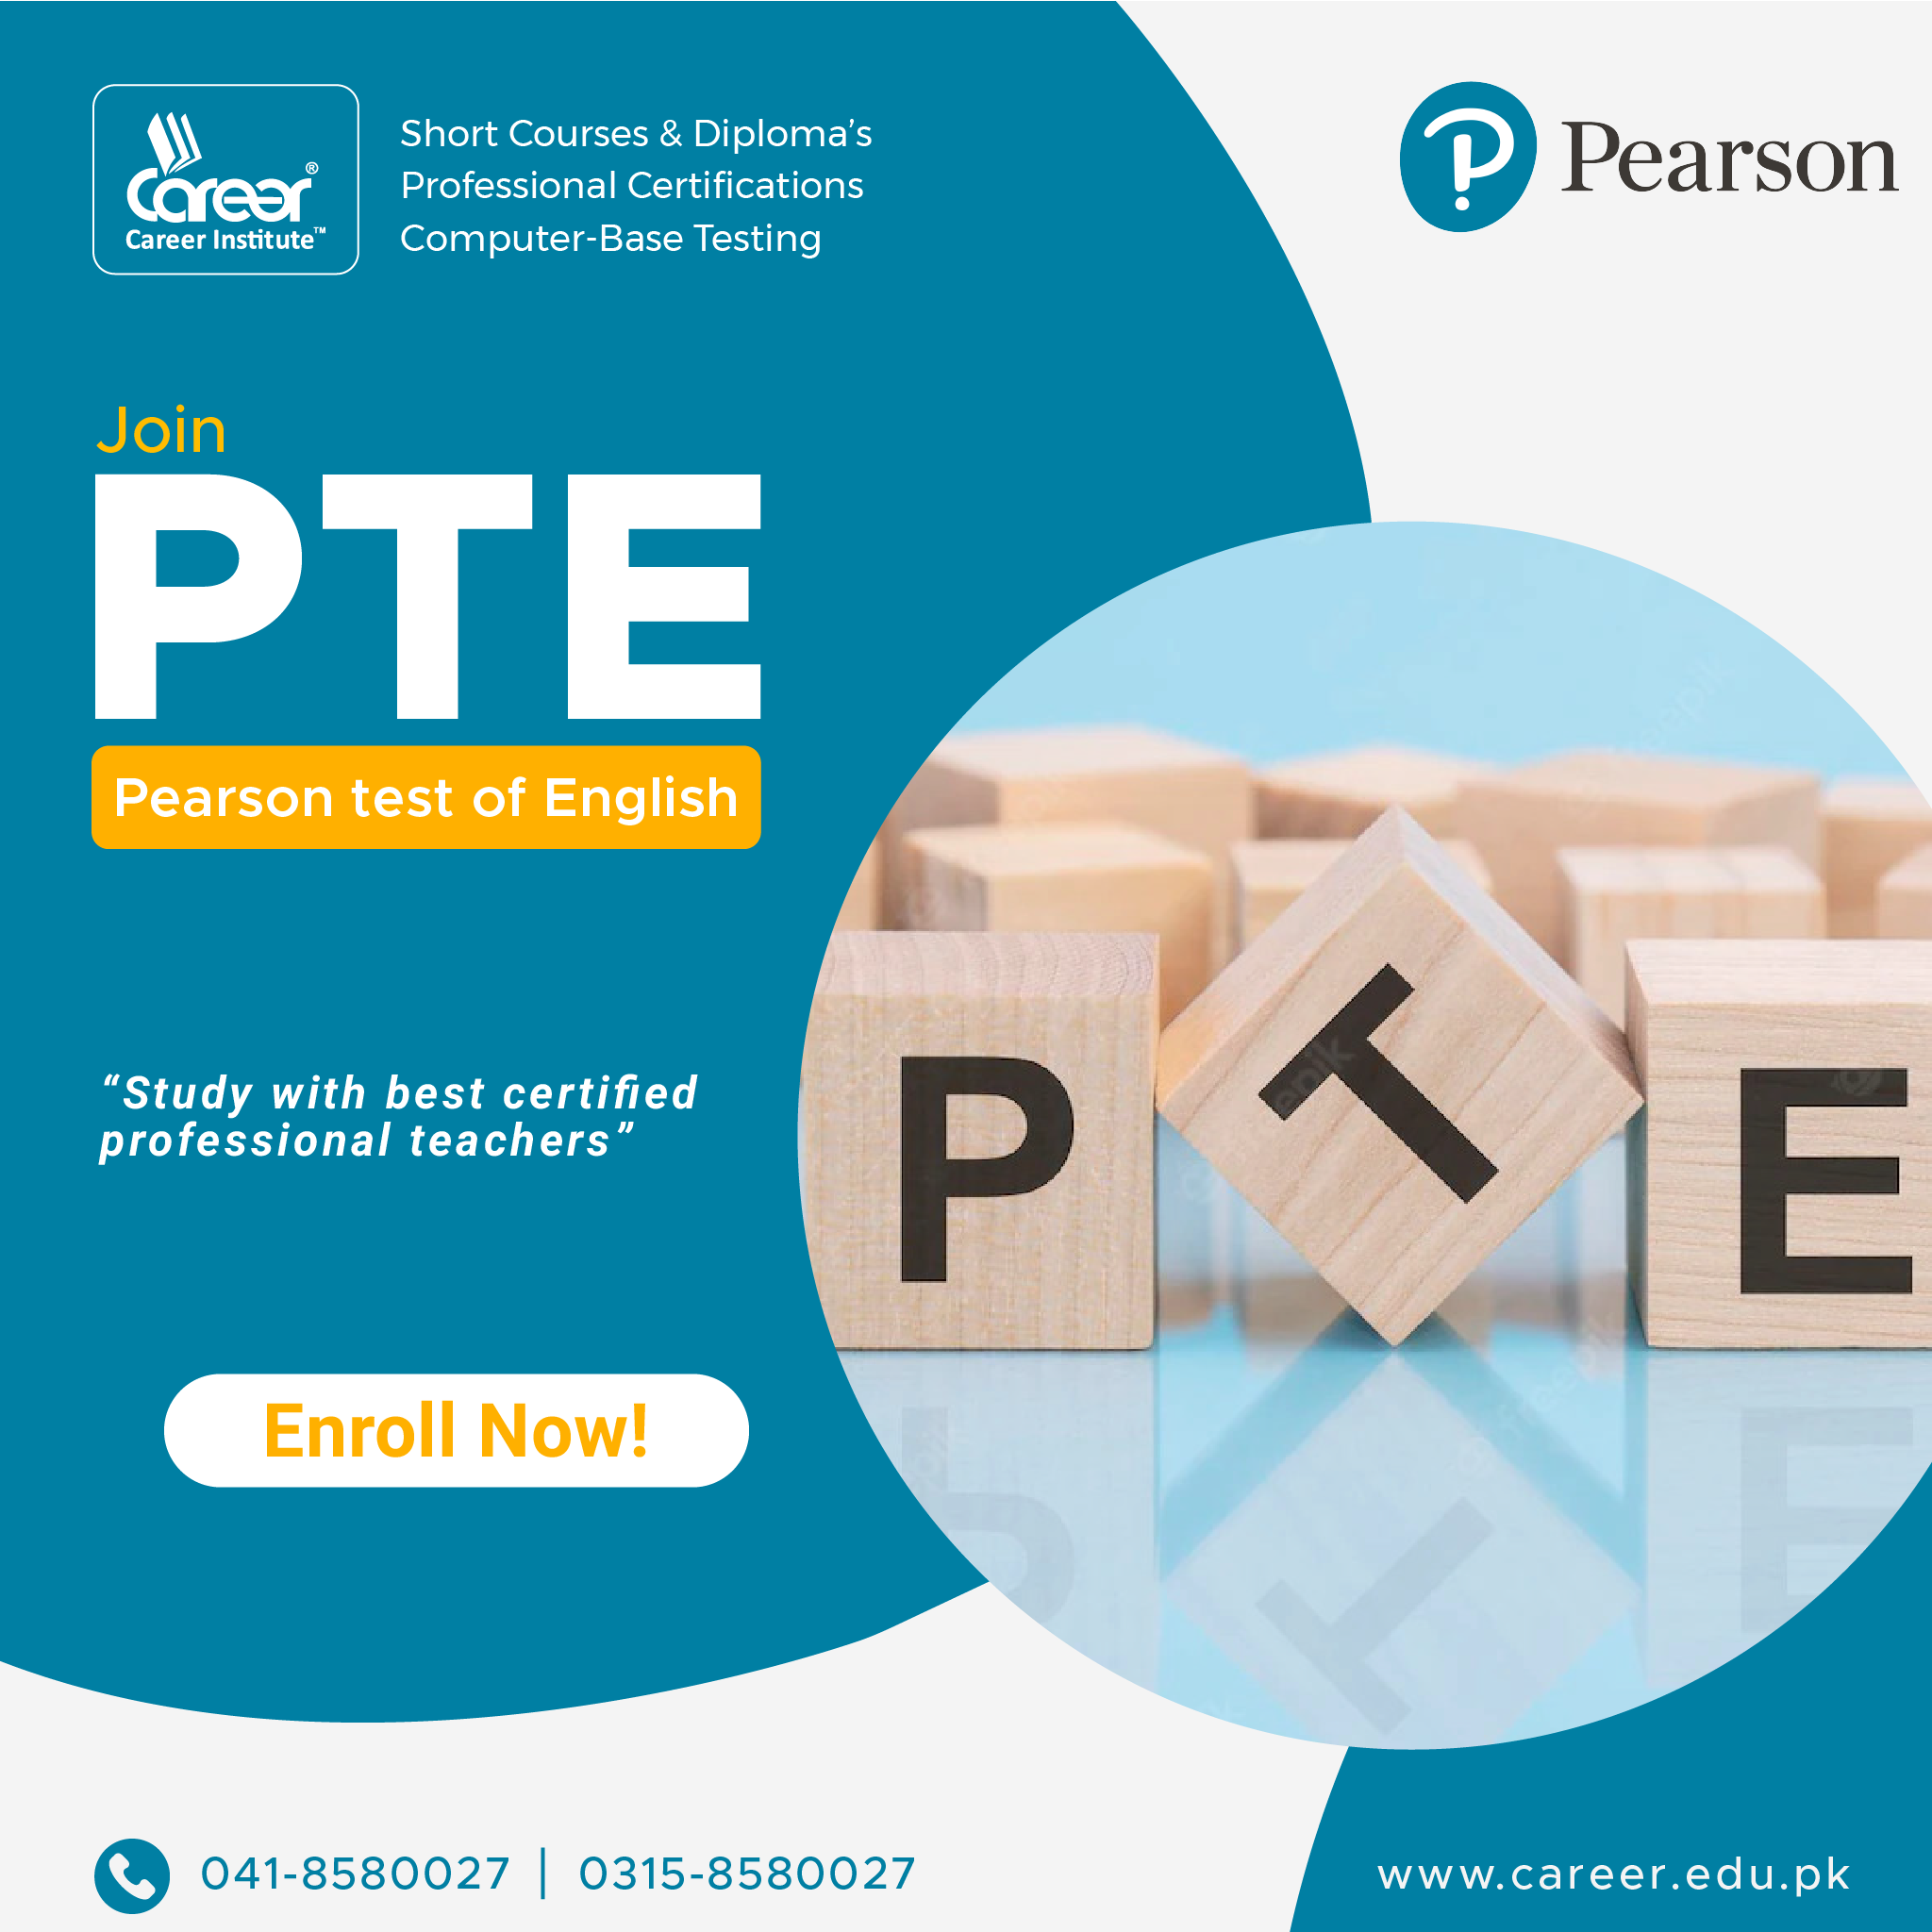 Career®
Career Institute™
Short Courses & Diploma’s
Professional Certifications
Computer-Base Testing
P Pearson
Join
PTE
Pearson test of English
“Study with best certified
professional teachers”
Enroll Now!
P T E
041-8580027 | 0315-8580027
www.career.edu.pk